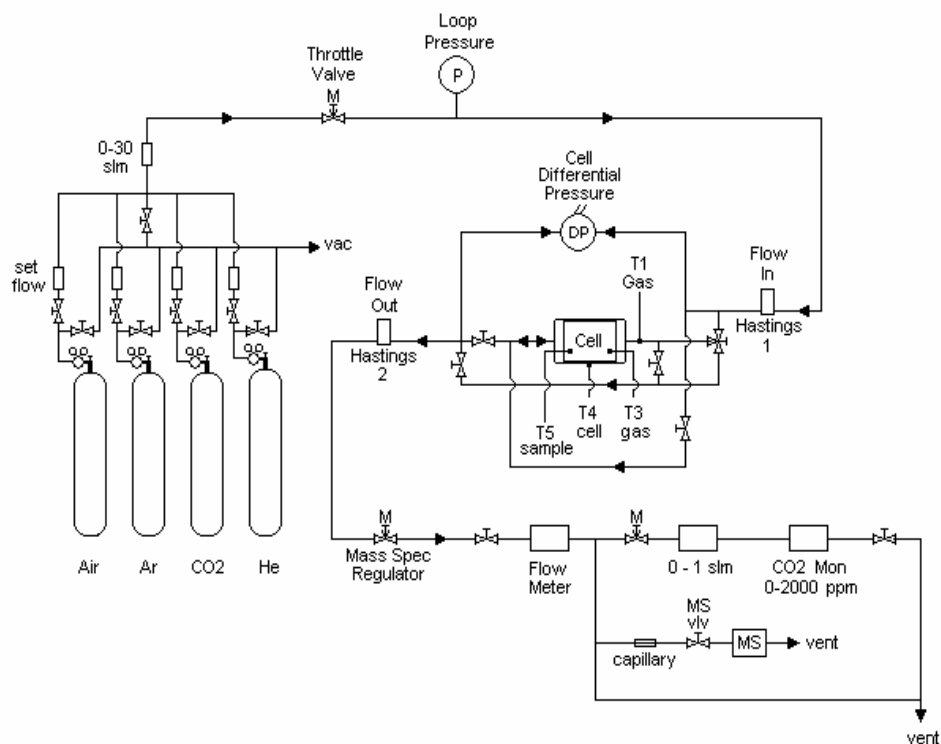 Loop
Pressure
P
Throttle
Valve
M
0-30
slm
Cell
Differential
Pressure
DP
vac
set
flow
Flow
Out
T1
Gas
Flow
In
Hastings
1
Hastings
2
Cell
T5
sample
T4
cell
T3
gas
M
Mass Spec
Regulator
Flow
Meter
M
0 - 1 slm
CO2 Mon
0-2000 ppm
Air
Ar
CO2
He
MS
vlv
MS
vent
capillary
vent